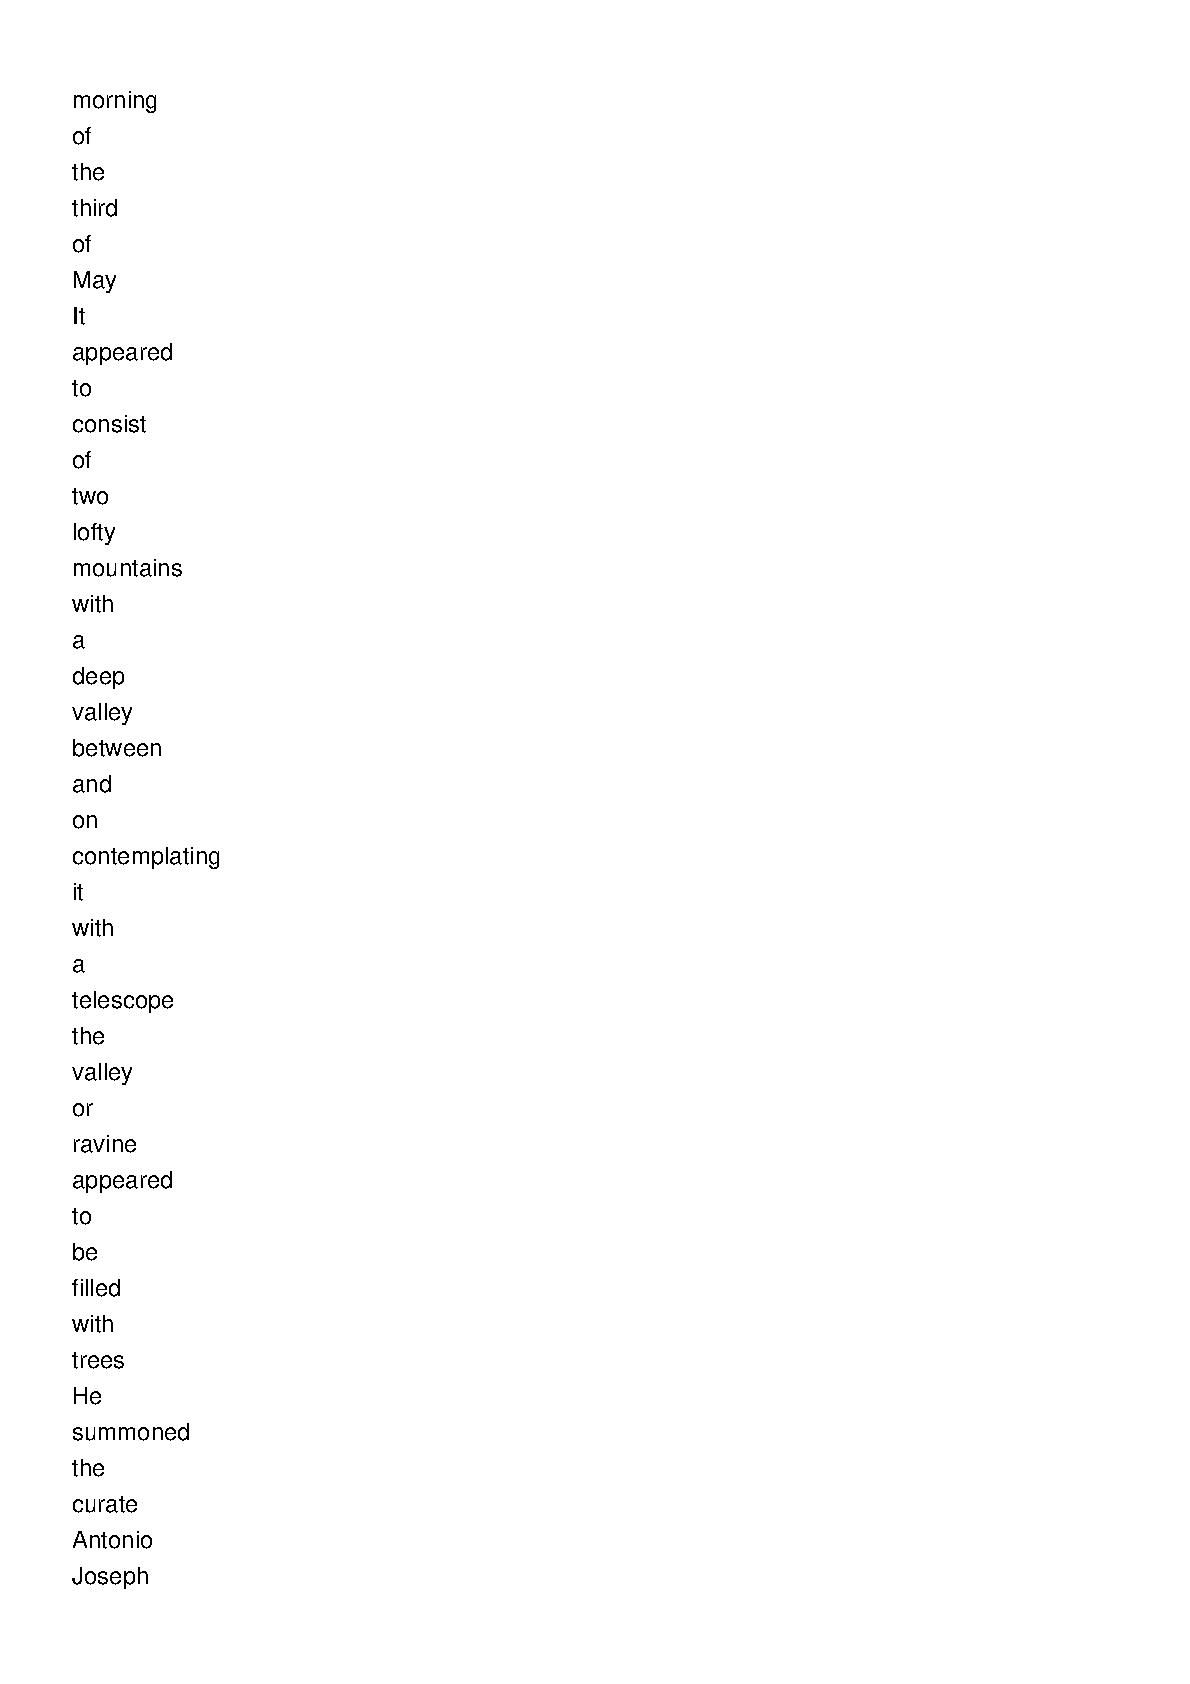 morning
of
the
third
of
May
It
appeared
to
consist
of
two
lofty
mountains
with
a
deep
valley
between
and
on
contemplating
it
with
a
telescope
the
valley
or
ravine
appeared
to
be
filled
with
trees
He
summoned
the
curate
Antonio
Joseph